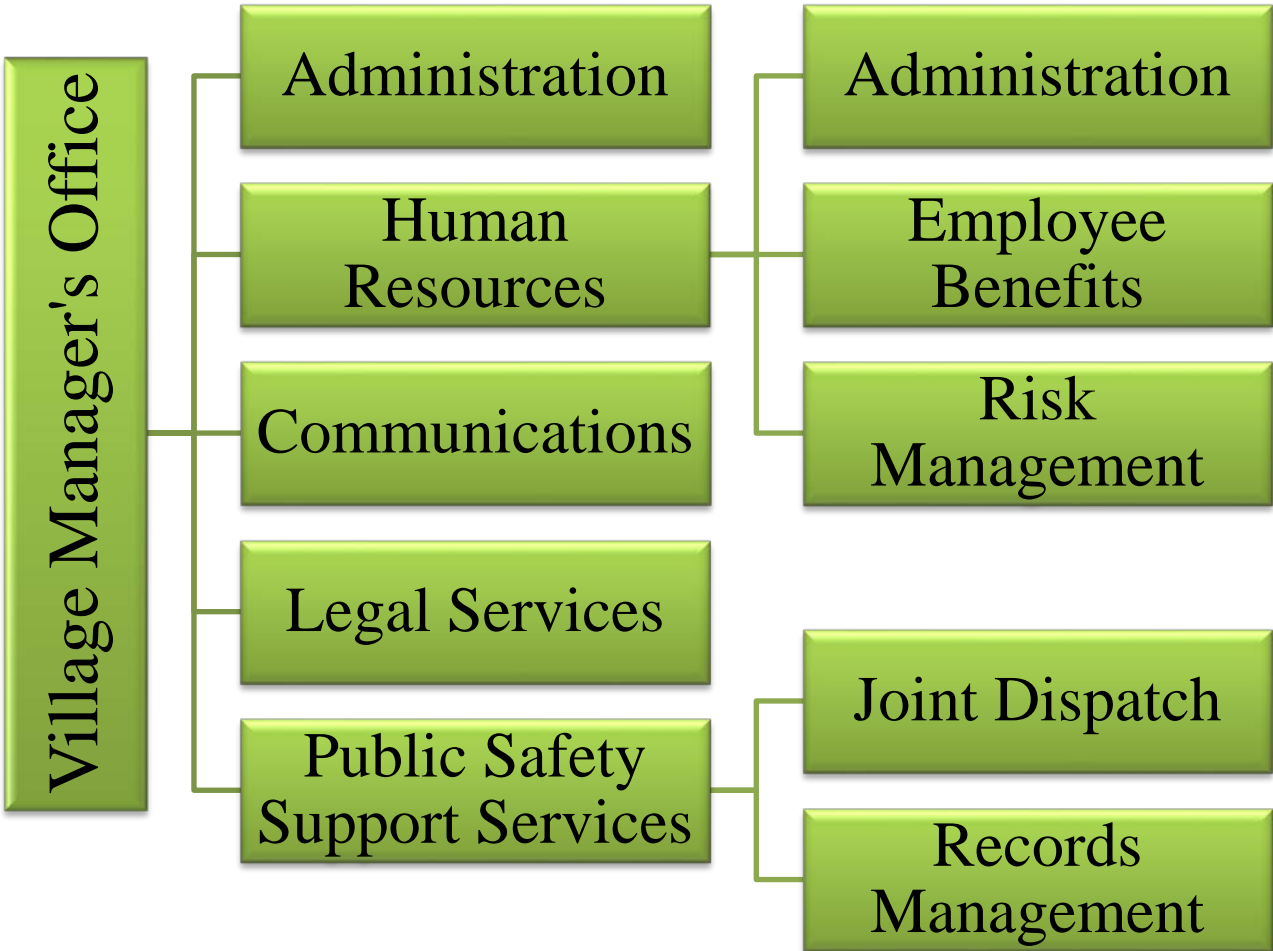 Village Manager's Office
Administration
Human
Resources
Communications
Legal Services
Public Safety
Support Services
Administration
Employee
Benefits
Risk
Management
Joint Dispatch
Records
Management